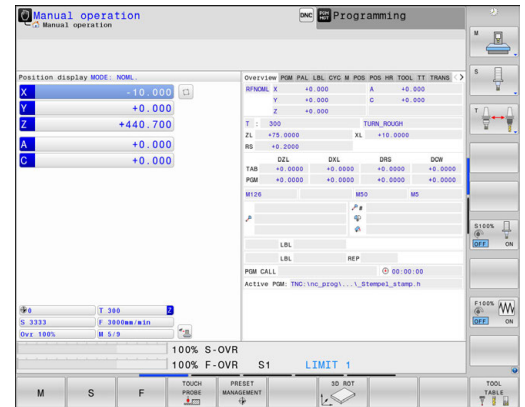 Manual operation
Manual operation
DNC
Programming
Position display MODE: NOML.
X -10.000
Y +0.000
Z +440.700
A +0.000
C +0.000
Overview PGM PAL LBL CYC M POS POS HR TOOL TT TRANS
RFNOML X +0.000 A +0.000
Y +0.000 C +0.000
Z +0.000
T : 300 TURN_ROUGH
ZL +75.0000 XL +10.0000
RS +0.2000
DZL DXL DRS DCW
TAB +0.0000 +0.0000 +0.0000 +0.0000
PGM +0.0000 +0.0000 +0.0000 +0.0000
M126 M50 M5
LBL
LBL REP
PGM CALL 00:00:00
Active PGM: TNC:\nc_prog\...\_Stempel_stamp.h
0 T 300 Z
S 3333 F 3000mm/min
Ovr 100% M 5/9
100% S-OVR
100% F-OVR S1 LIMIT 1
M
S
F
TOUCH PROBE
PRESET MANAGEMENT
3D ROT
TOOL TABLE
M
S
T
S100%
OFF ON
F100%
OFF ON